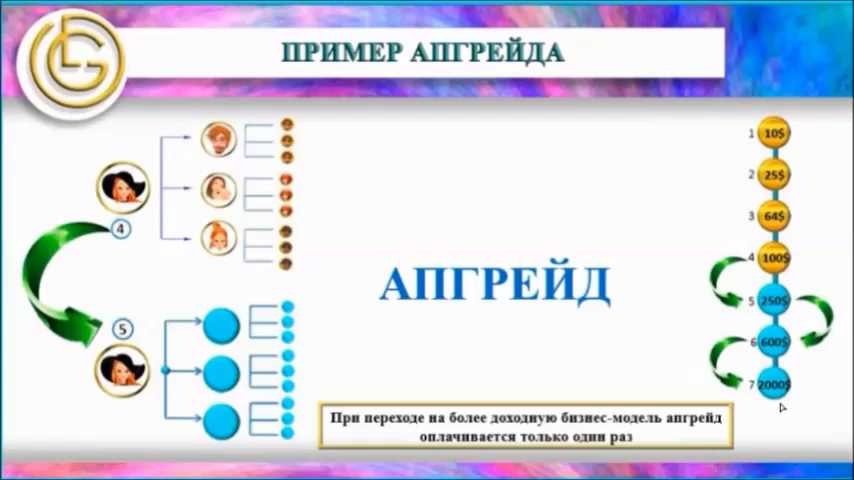 LG
ПРИМЕР АПГРЕЙДА
4
5
АПГРЕЙД
1 10$
2 25$
3 64$
4 100$
5 250$
6 600$
7 2000$
При переходе на более доходную бизнес-модель апгрейд
оплачивается только один раз